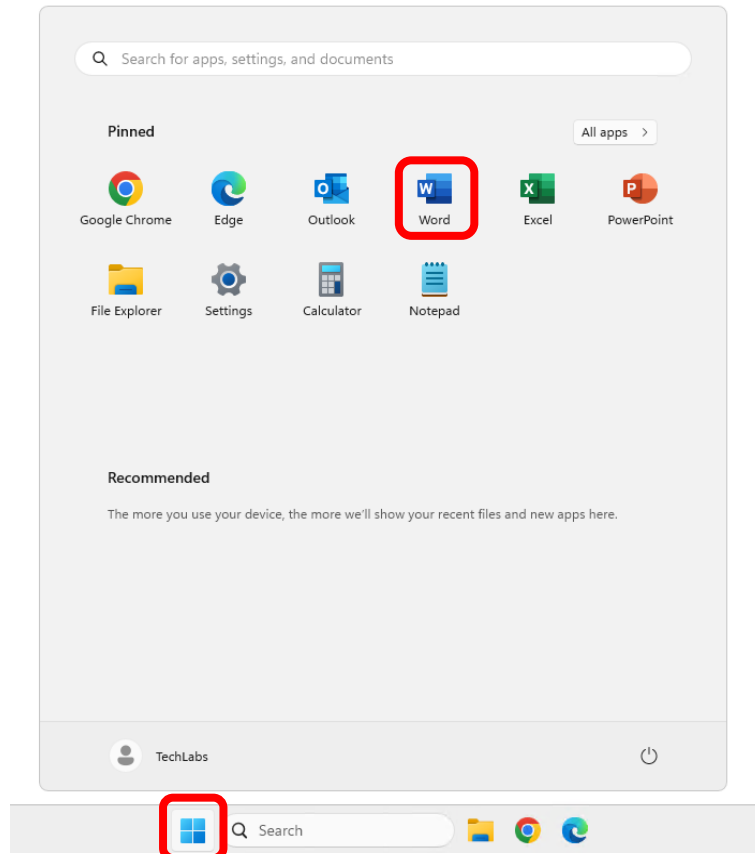 Search for apps, settings, and documents
Pinned
All apps >
Google Chrome Edge Outlook Word Excel PowerPoint
File Explorer Settings Calculator Notepad
Recommended
The more you use your device, the more we'll show your recent files and new apps here.
TechLabs
Search